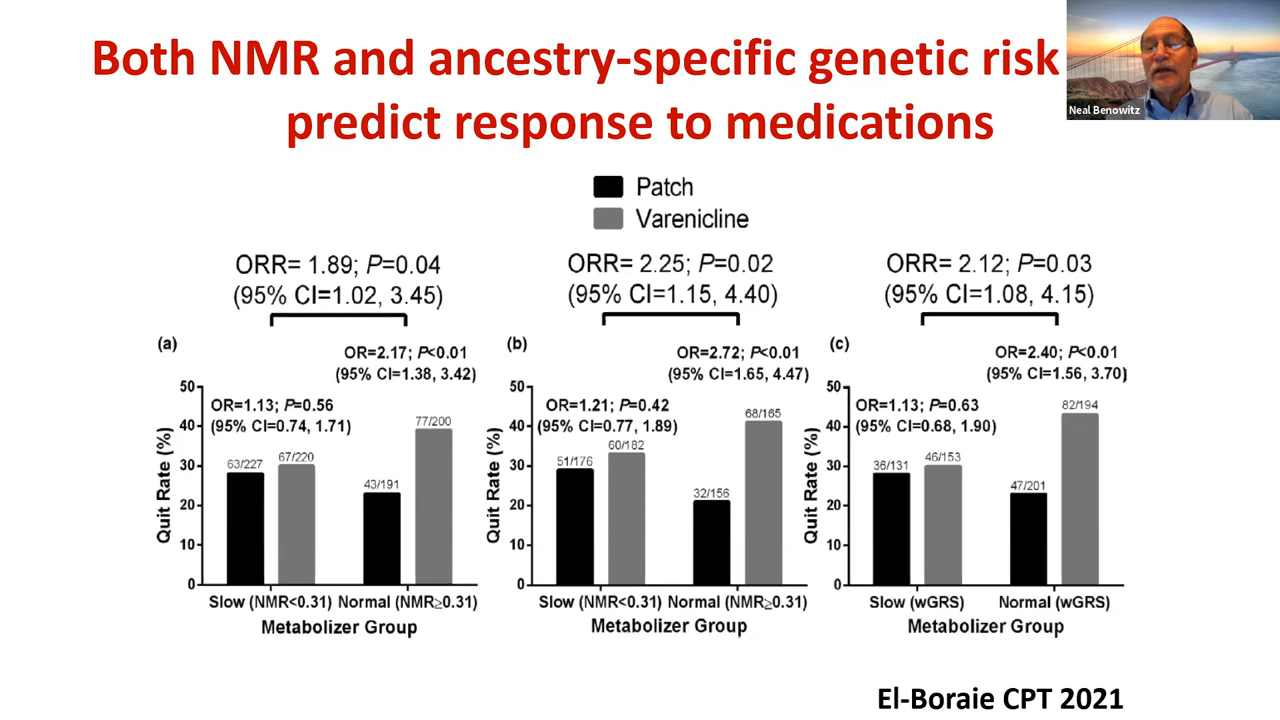 Both NMR and ancestry-specific genetic risk
predict response to medications
Neal Benowitz
Patch
Varenicline
ORR= 1.89; P=0.04
(95% CI=1.02, 3.45)
ORR= 2.25; P=0.02
(95% CI=1.15, 4.40)
ORR= 2.12; P=0.03
(95% CI=1.08, 4.15)
(a)
OR=2.17; P<0.01
(95% CI=1.38, 3.42)
OR=1.13; P=0.56
(95% CI=0.74, 1.71)
50
40
30
20
10
0
Quit Rate (%)
63/227
67/220
43/191
77/200
Slow (NMR<0.31)
Normal (NMR≥0.31)
Metabolizer Group
(b)
OR=2.72; P<0.01
(95% CI=1.65, 4.47)
OR=1.21; P=0.42
(95% CI=0.77, 1.89)
50
40
30
20
10
0
Quit Rate (%)
51/176
60/182
32/156
68/165
Slow (NMR<0.31)
Normal (NMR≥0.31)
Metabolizer Group
(c)
OR=2.40; P<0.01
(95% CI=1.56, 3.70)
OR=1.13; P=0.63
(95% CI=0.68, 1.90)
50
40
30
20
10
0
Quit Rate (%)
36/131
46/153
47/201
82/194
Slow (wGRS)
Normal (wGRS)
Metabolizer Group
El-Boraie CPT 2021